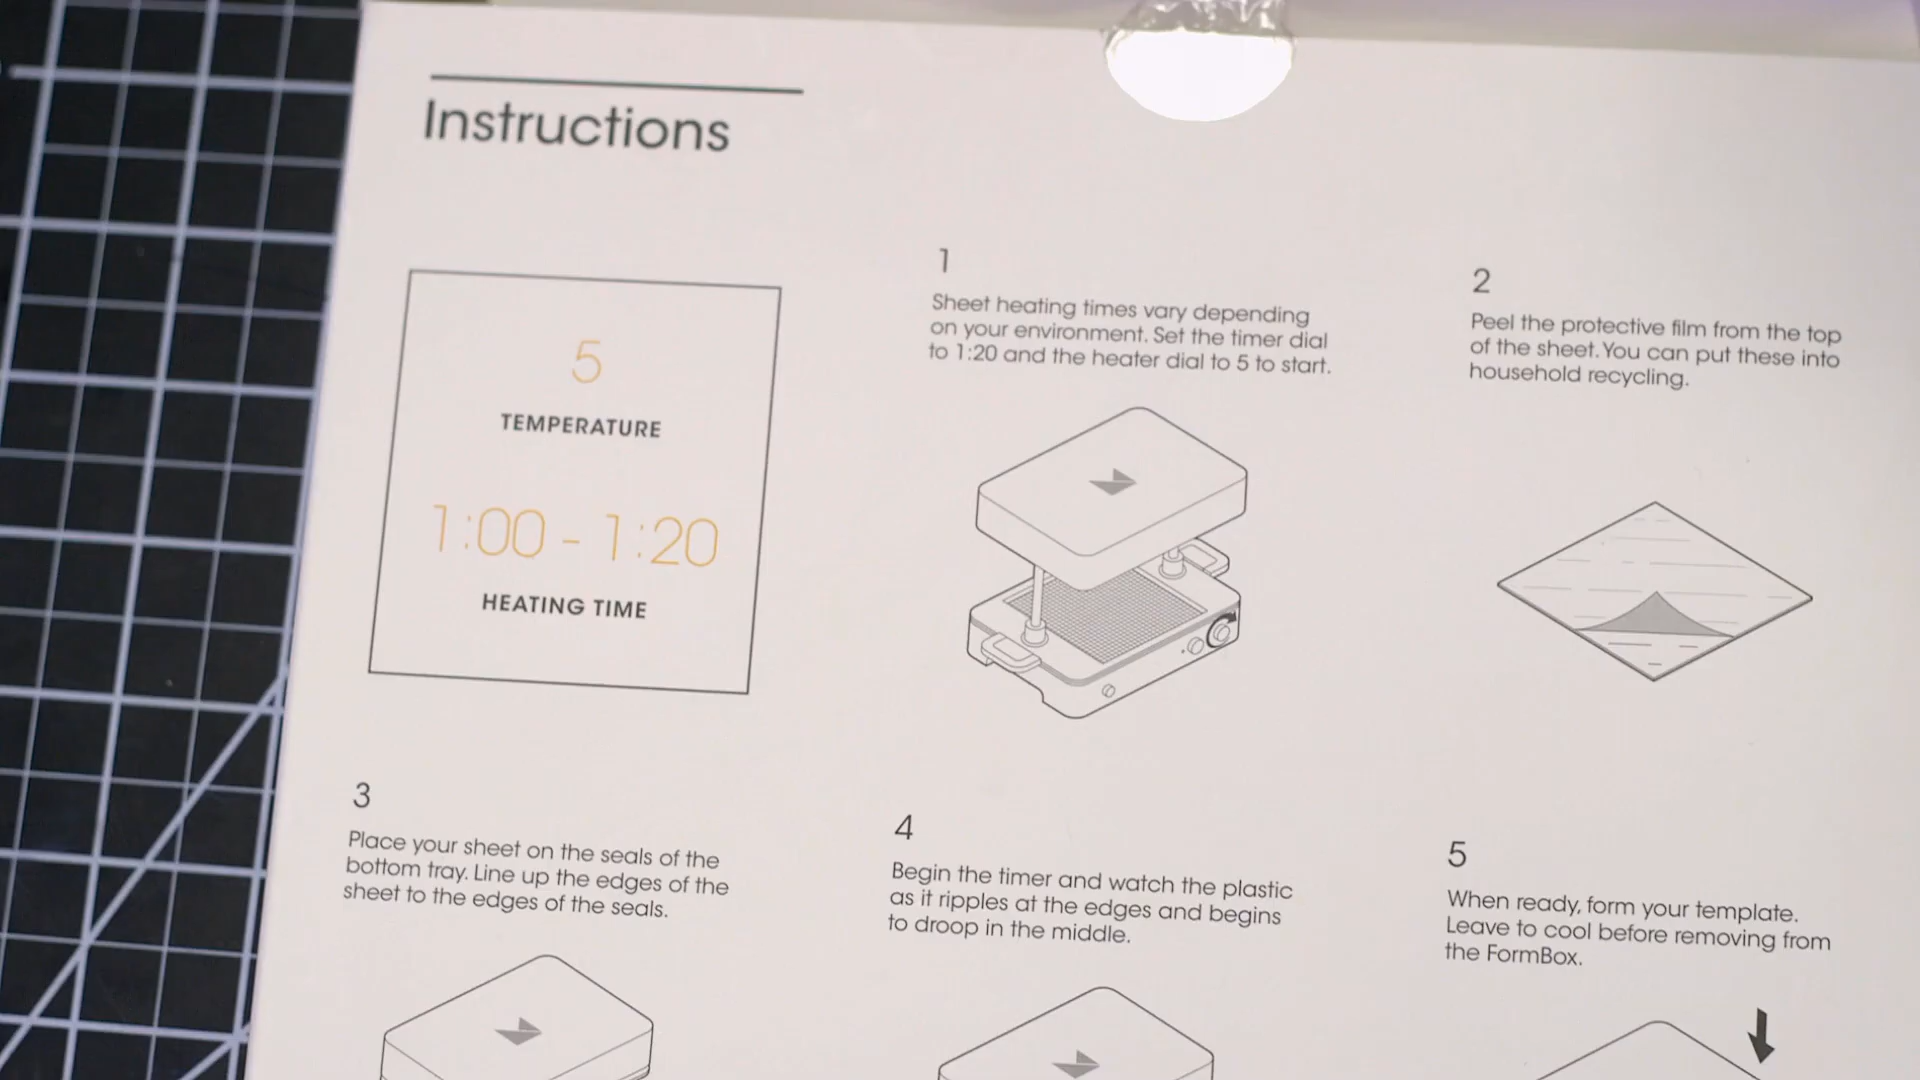 Instructions
5
TEMPERATURE
1:00 - 1:20
HEATING TIME
1
Sheet heating times vary depending
on your environment. Set the timer dial
to 1:20 and the heater dial to 5 to start.
2
Peel the protective film from the top
of the sheet. You can put these into
household recycling.
3
Place your sheet on the seals of the
bottom tray. Line up the edges of the
sheet to the edges of the seals.
4
Begin the timer and watch the plastic
as it ripples at the edges and begins
to droop in the middle.
5
When ready, form your template.
Leave to cool before removing from
the FormBox.